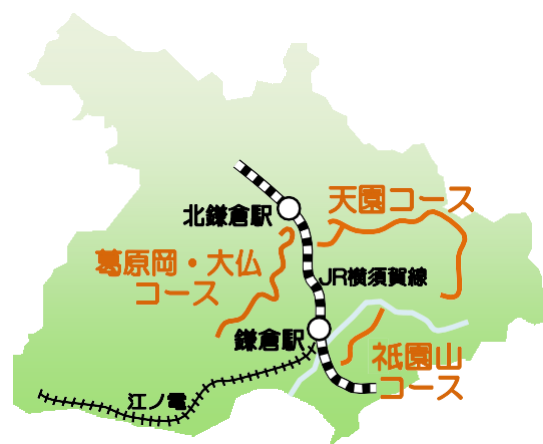 天園コース
北鎌倉駅
葛原岡・大仏
コース
JR横須賀線
鎌倉駅
祇園山
コース
江ノ電